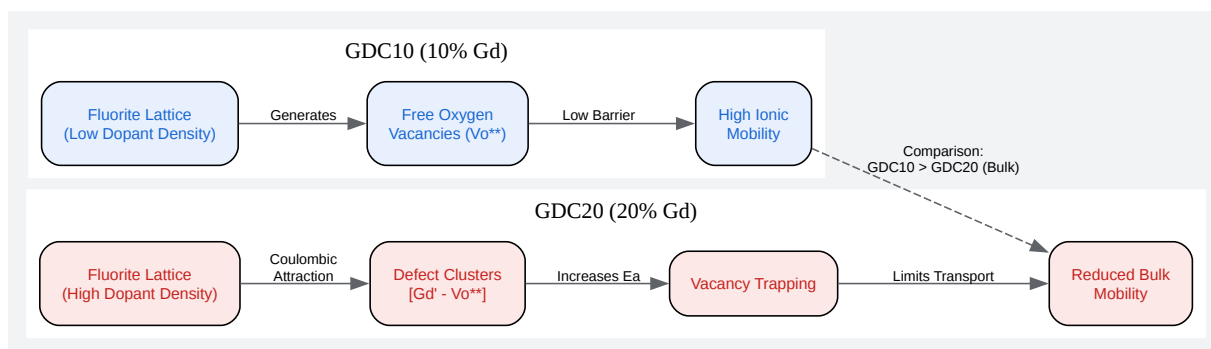 GDC10 (10% Gd)
Fluorite Lattice
(Low Dopant Density)
Generates
Free Oxygen
Vacancies (Vo**)
Low Barrier
High Ionic
Mobility
Comparison:
GDC10 > GDC20 (Bulk)
GDC20 (20% Gd)
Fluorite Lattice
(High Dopant Density)
Coulombic
Attraction
Defect Clusters
[Gd' - Vo**]
Increases Ea
Vacancy Trapping
Limits Transport
Reduced Bulk
Mobility